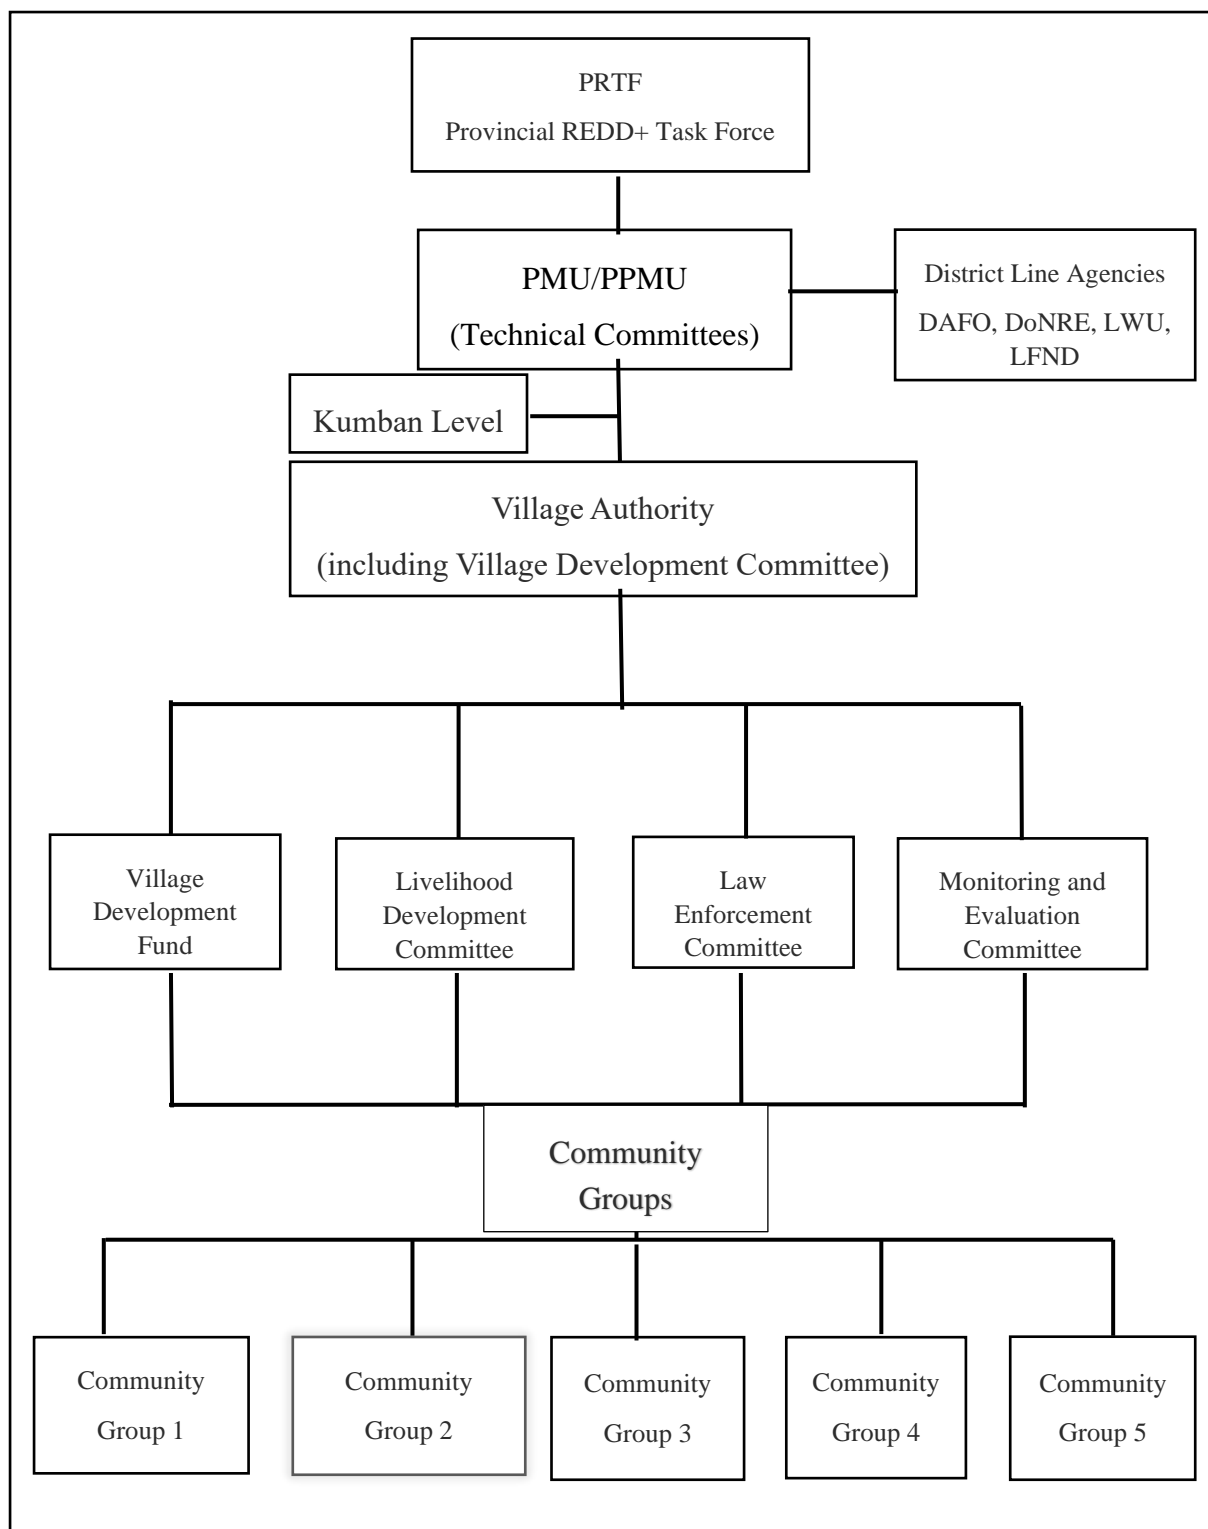 PRTF
Provincial REDD+ Task Force
PMU/PPMU
(Technical Committees)
District Line Agencies
DAFO, DoNRE, LWU,
LFND
Kumban Level
Village Authority
(including Village Development Committee)
Village
Development
Fund
Livelihood
Development
Committee
Law
Enforcement
Committee
Monitoring and
Evaluation
Committee
Community
Groups
Community
Group 1
Community
Group 2
Community
Group 3
Community
Group 4
Community
Group 5